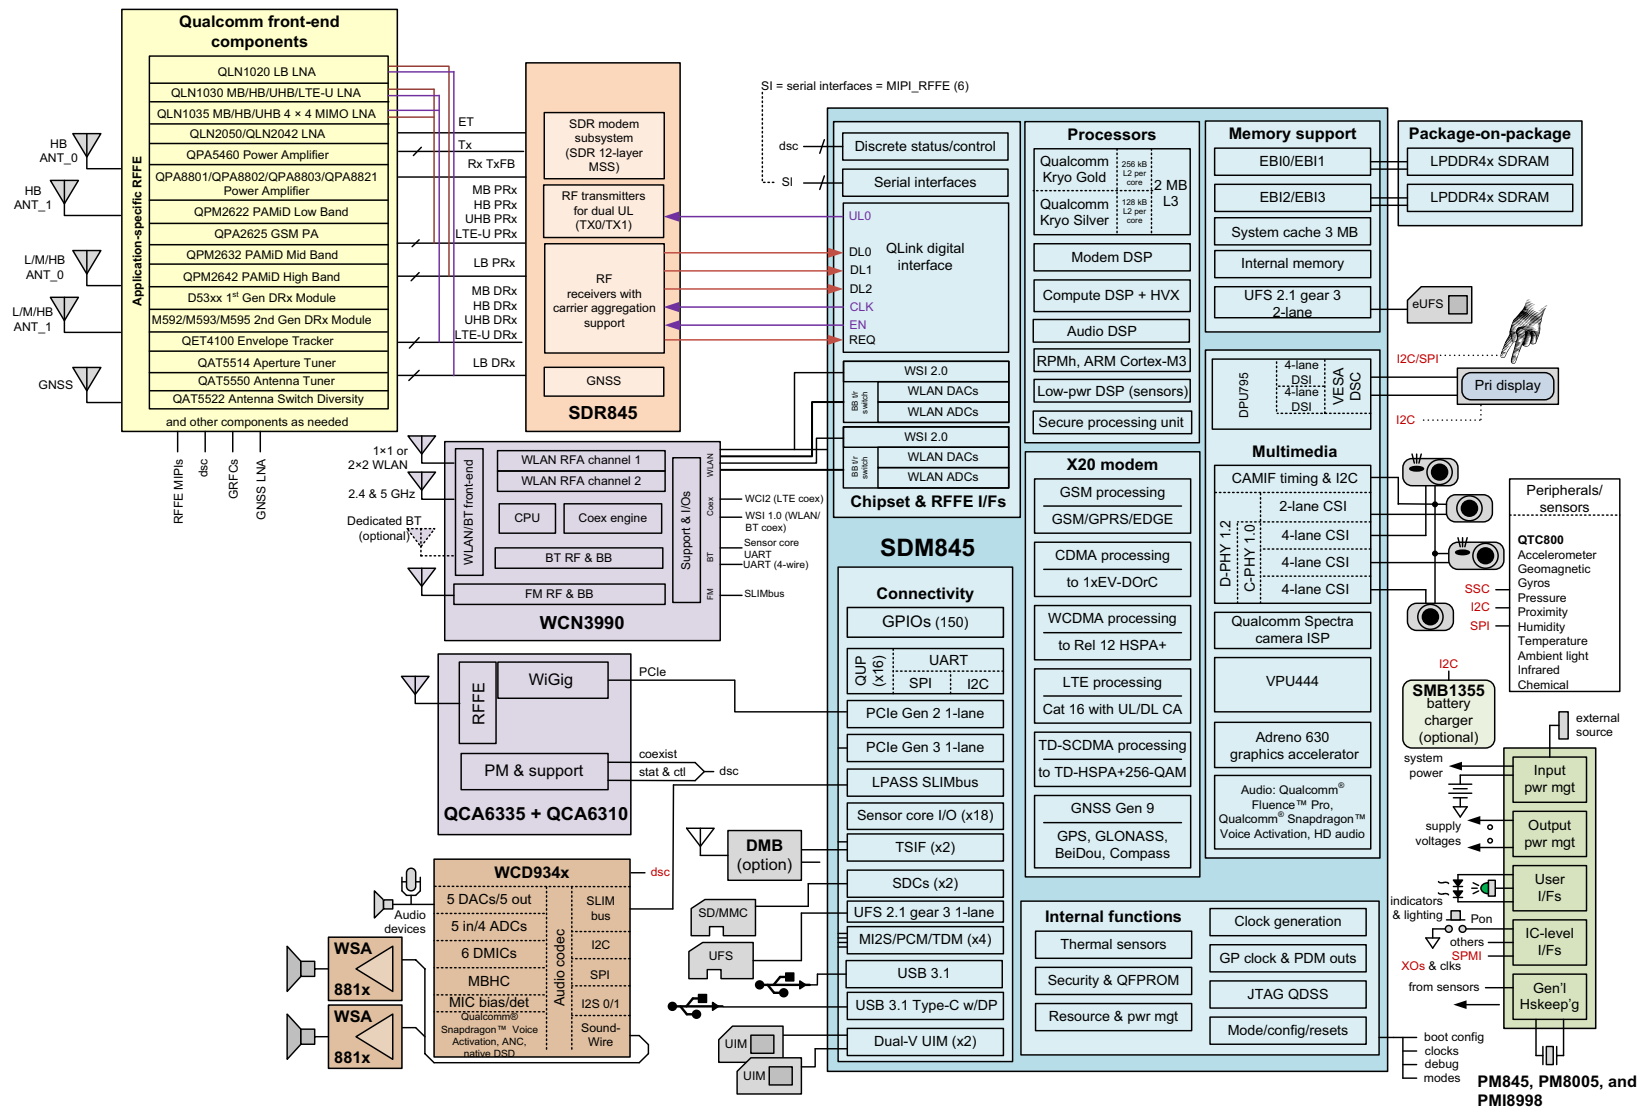 Qualcomm front-end
components
Application-specific RFFE
QLN1020 LB LNA
QLN1030 MB/HB/UHB/LTE-U LNA
QLN1035 MB/HB/UHB 4 × 4 MIMO LNA
QLN2050/QLN2042 LNA
QPA5460 Power Amplifier
QPA8801/QPA8802/QPA8803/QPA8821
Power Amplifier
QPM2622 PAMiD Low Band
QPA2625 GSM PA
QPM2632 PAMiD Mid Band
QPM2642 PAMiD High Band
D53xx 1st Gen DRx Module
M592/M593/M595 2nd Gen DRx Module
QET4100 Envelope Tracker
QAT5514 Aperture Tuner
QAT5550 Antenna Tuner
QAT5522 Antenna Switch Diversity
and other components as needed
HB
ANT_0
HB
ANT_1
L/M/HB
ANT_0
L/M/HB
ANT_1
GNSS
RFFE MIPIs
dsc
GRFCs
GNSS LNA
ET
Tx
Rx TxFB
MB PRx
HB PRx
UHB PRx
LTE-U PRx
LB PRx
MB DRx
HB DRx
UHB DRx
LTE-U DRx
LB DRx
SDR modem
subsystem
(SDR 12-layer
MSS)
RF transmitters
for dual UL
(TX0/TX1)
RF
receivers with
carrier aggregation
support
GNSS
SDR845
SI = serial interfaces = MIPI_RFFE (6)
dsc
SI
Discrete status/control
Serial interfaces
UL0
QLink digital
interface
DL0
DL1
DL2
CLK
EN
REQ
WSI 2.0
BB t/r
switch
WLAN DACs
WLAN ADCs
WSI 2.0
BB t/r
switch
WLAN DACs
WLAN ADCs
Chipset & RFFE I/Fs
SDM845
Processors
Qualcomm
Kryo Gold
256 kB
L2 per
core
Qualcomm
Kryo Silver
128 kB
L2 per
core
2 MB
L3
Modem DSP
Compute DSP + HVX
Audio DSP
RPMh, ARM Cortex-M3
Low-pwr DSP (sensors)
Secure processing unit
Memory support
EBI0/EBI1
EBI2/EBI3
System cache 3 MB
Internal memory
UFS 2.1 gear 3
2-lane
Package-on-package
LPDDR4x SDRAM
LPDDR4x SDRAM
eUFS
DPU795
4-lane
DSI
4-lane
DSI
VESA
DSC
I2C/SPI
Pri display
I2C
Multimedia
CAMIF timing & I2C
D-PHY 1.2
C-PHY 1.0
2-lane CSI
4-lane CSI
4-lane CSI
4-lane CSI
Qualcomm Spectra
camera ISP
VPU444
Adreno 630
graphics accelerator
Audio: Qualcomm®
Fluence™ Pro,
Qualcomm® Snapdragon™
Voice Activation, HD audio
Peripherals/
sensors
QTC800
Accelerometer
Geomagnetic
Gyros
Pressure
Proximity
Humidity
Temperature
Ambient light
Infrared
Chemical
SSC
I2C
SPI
X20 modem
GSM processing
GSM/GPRS/EDGE
CDMA processing
to 1xEV-DOrC
WCDMA processing
to Rel 12 HSPA+
LTE processing
Cat 16 with UL/DL CA
TD-SCDMA processing
to TD-HSPA+256-QAM
GNSS Gen 9
GPS, GLONASS,
BeiDou, Compass
1×1 or
2×2 WLAN
2.4 & 5 GHz
Dedicated BT
(optional)
WLAN/BT front-end
WLAN RFA channel 1
WLAN RFA channel 2
CPU
Coex engine
BT RF & BB
FM RF & BB
Support & I/Os
WLAN
Coex
BT
FM
WCN3990
WCI2 (LTE coex)
WSI 1.0 (WLAN/
BT coex)
Sensor core
UART
UART (4-wire)
SLIMbus
RFFE
WiGig
PM & support
QCA6335 + QCA6310
PCIe
coexist
stat & ctl
dsc
Connectivity
GPIOs (150)
QUP
(x16)
UART
SPI
I2C
PCIe Gen 2 1-lane
PCIe Gen 3 1-lane
LPASS SLIMbus
Sensor core I/O (x18)
TSIF (x2)
SDCs (x2)
UFS 2.1 gear 3 1-lane
MI2S/PCM/TDM (x4)
USB 3.1
USB 3.1 Type-C w/DP
Dual-V UIM (x2)
DMB
(option)
SD/MMC
UFS
UIM
UIM
WCD934x
5 DACs/5 out
5 in/4 ADCs
6 DMICs
MBHC
MIC bias/det
Qualcomm®
Snapdragon™ Voice
Activation, ANC,
native DSD
Audio codec
SLIM
bus
I2C
SPI
I2S 0/1
Sound-
Wire
dsc
Audio
devices
WSA
881x
WSA
881x
Internal functions
Thermal sensors
Security & QFPROM
Resource & pwr mgt
Clock generation
GP clock & PDM outs
JTAG QDSS
Mode/config/resets
boot config
clocks
debug
modes
I2C
SMB1355
battery
charger
(optional)
external
source
system
power
Input
pwr mgt
supply
voltages
Output
pwr mgt
User
I/Fs
indicators
& lighting
Pon
IC-level
I/Fs
others
SPMI
XOs & clks
from sensors
Gen'l
Hskeep'g
PM845, PM8005, and
PMI8998